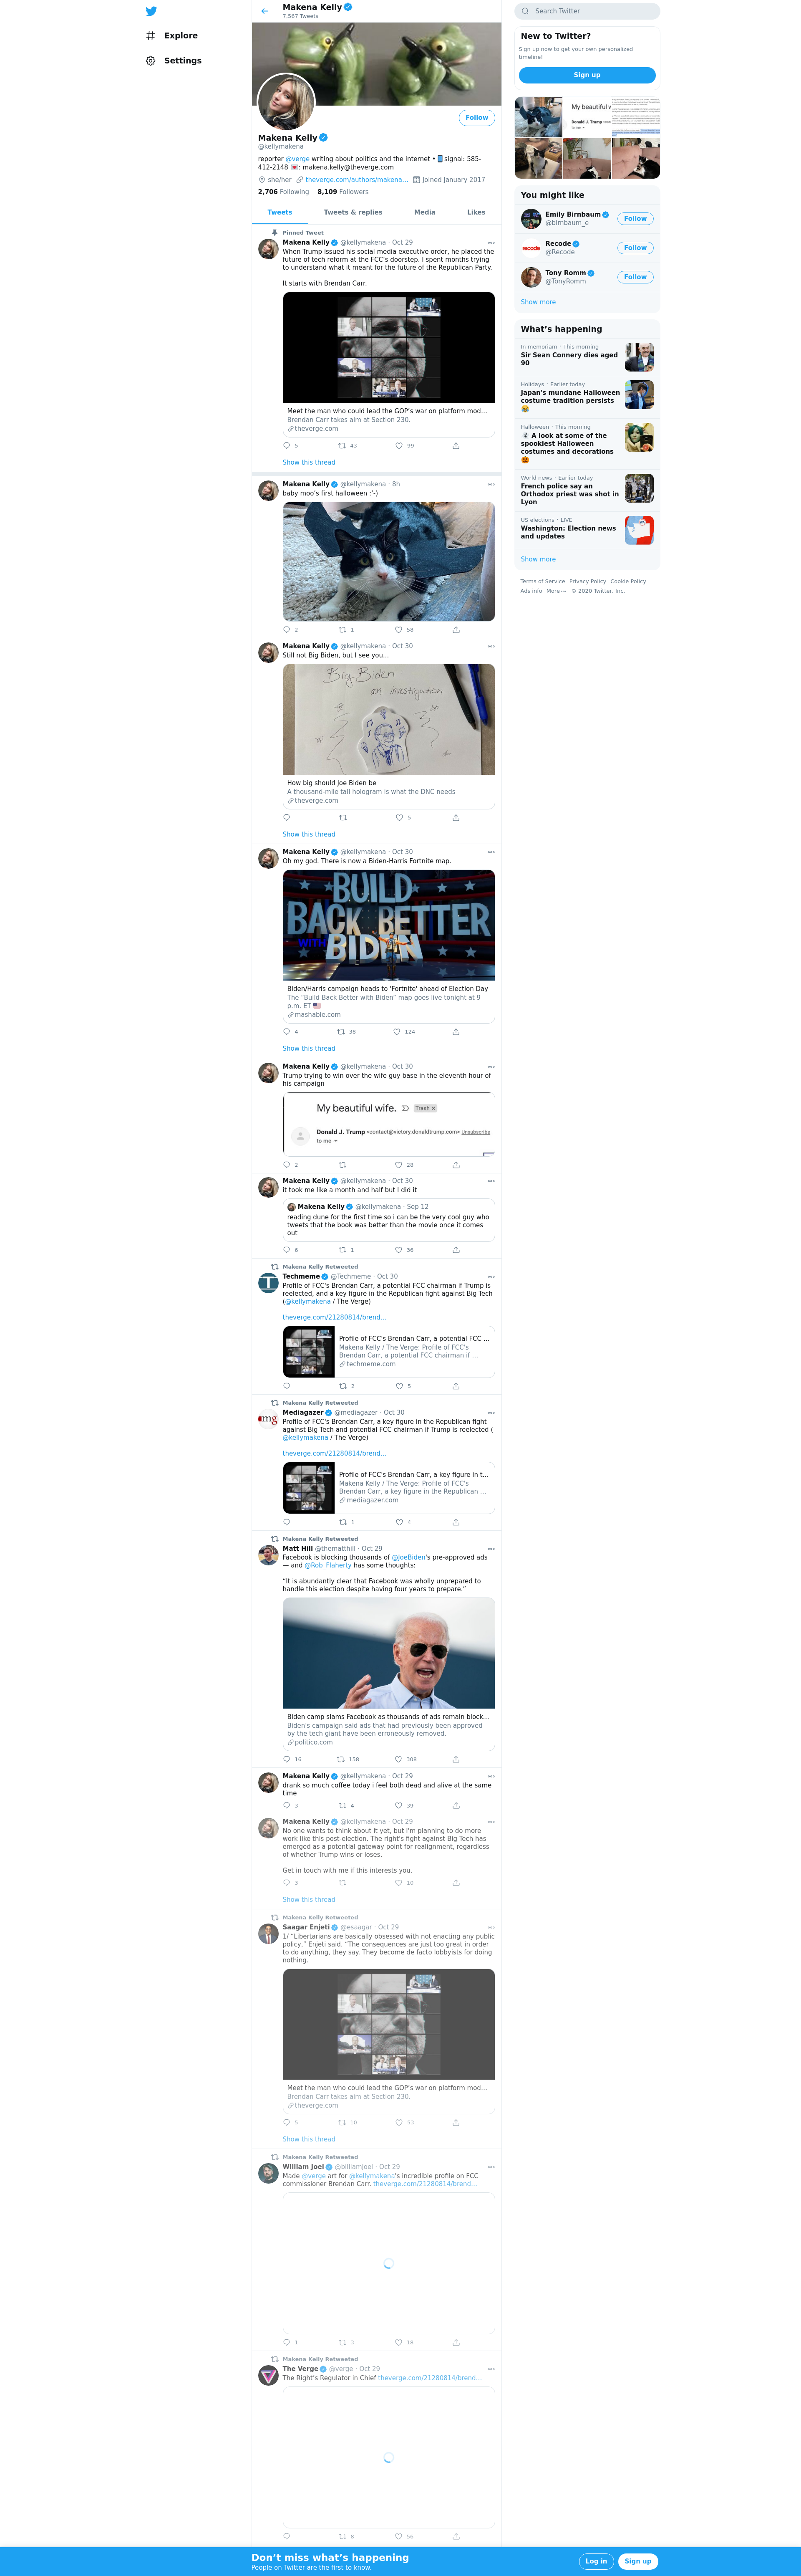 Makena Kelly
7,567 Tweets
Explore
Settings
Follow
Makena Kelly
@kellymakena
reporter @verge writing about politics and the internet • 📱signal: 585-
412-2148 💌: makena.kelly@theverge.com
she/her theverge.com/authors/makena… Joined January 2017
2,706 Following 8,109 Followers
Tweets Tweets & replies Media Likes
Pinned Tweet
Makena Kelly @kellymakena · Oct 29
When Trump issued his social media executive order, he placed the
future of tech reform at the FCC's doorstep. I spent months trying
to understand what it meant for the future of the Republican Party.
It starts with Brendan Carr.
Meet the man who could lead the GOP's war on platform mod…
Brendan Carr takes aim at Section 230.
theverge.com
5 43 99
Show this thread
Makena Kelly @kellymakena · 8h
baby moo's first halloween :'-)
2 1 56
Makena Kelly @kellymakena · Oct 30
Still not Big Biden, but I see you...
Big Biden
an investigation
How big should Joe Biden be
A thousand-mile tall hologram is what the DNC needs
theverge.com
5
Show this thread
Makena Kelly @kellymakena · Oct 30
Oh my god. There is now a Biden-Harris Fortnite map.
BUILD
BACK BETTER
WITH BIDEN
Biden/Harris campaign heads to 'Fortnite' ahead of Election Day
The "Build Back Better with Biden" map goes live tonight at 9
p.m. ET 🇺🇸
mashable.com
4 38 124
Show this thread
Makena Kelly @kellymakena · Oct 30
Trump trying to win over the wife guy base in the eleventh hour of
his campaign
My beautiful wife. Trash ✕
Donald J. Trump <contact@victory.donaldtrump.com> Unsubscribe
to me
2 28
Makena Kelly @kellymakena · Oct 30
it took me like a month and half but I did it
Makena Kelly @kellymakena · Sep 12
reading dune for the first time so i can be the very cool guy who
tweets that the book was better than the movie once it comes
out
6 1 36
Makena Kelly Retweeted
Techmeme @Techmeme · Oct 30
Profile of FCC's Brendan Carr, a potential FCC chairman if Trump is
reelected, and a key figure in the Republican fight against Big Tech
(@kellymakena / The Verge)
theverge.com/21280814/brend…
Profile of FCC's Brendan Carr, a potential FCC …
Makena Kelly / The Verge: Profile of FCC's
Brendan Carr, a potential FCC chairman if …
techmeme.com
2 5
Makena Kelly Retweeted
mg
Mediagazer @mediagazer · Oct 30
Profile of FCC's Brendan Carr, a key figure in the Republican fight
against Big Tech and potential FCC chairman if Trump is reelected (
@kellymakena / The Verge)
theverge.com/21280814/brend…
Profile of FCC's Brendan Carr, a key figure in t…
Makena Kelly / The Verge: Profile of FCC's
Brendan Carr, a key figure in the Republican …
mediagazer.com
1 4
Makena Kelly Retweeted
Matt Hill @thematthill · Oct 29
Facebook is blocking thousands of @JoeBiden's pre-approved ads
— and @Rob_Flaherty has some thoughts:
"It is abundantly clear that Facebook was wholly unprepared to
handle this election despite having four years to prepare."
Biden camp slams Facebook as thousands of ads remain block…
Biden's campaign said ads that had previously been approved
by the tech giant have been erroneously removed.
politico.com
16 158 308
Makena Kelly @kellymakena · Oct 29
drank so much coffee today i feel both dead and alive at the same
time
3 4 39
Makena Kelly @kellymakena · Oct 29
No one wants to think about it yet, but I'm planning to do more
work like this post-election. The right's fight against Big Tech has
emerged as a potential gateway point for realignment, regardless
of whether Trump wins or loses.
Get in touch with me if this interests you.
3 10
Show this thread
Makena Kelly Retweeted
Saagar Enjeti @esaagar · Oct 29
1/ "Libertarians are basically obsessed with not enacting any public
policy," Enjeti said. "The consequences are just too great in order
to do anything, they say. They become de facto lobbyists for doing
nothing.
Meet the man who could lead the GOP's war on platform mod…
Brendan Carr takes aim at Section 230.
theverge.com
5 10 53
Show this thread
Makena Kelly Retweeted
William Joel @billiamjoel · Oct 29
Made @verge art for @kellymakena's incredible profile on FCC
commissioner Brendan Carr. theverge.com/21280814/brend…
1 3 18
Makena Kelly Retweeted
The Verge @verge · Oct 29
The Right's Regulator in Chief theverge.com/21280814/brend…
8 56
Search Twitter
New to Twitter?
Sign up now to get your own personalized
timeline!
Sign up
My beautiful w
Donald J. Trump <con
to me
You might like
Emily Birnbaum
@birnbaum_e
Follow
recode
Recode
@Recode
Follow
Tony Romm
@TonyRomm
Follow
Show more
What's happening
In memoriam · This morning
Sir Sean Connery dies aged
90
Holidays · Earlier today
Japan's mundane Halloween
costume tradition persists
😂
Halloween · This morning
👻 A look at some of the
spookiest Halloween
costumes and decorations
🎃
World news · Earlier today
French police say an
Orthodox priest was shot in
Lyon
US elections · LIVE
Washington: Election news
and updates
Show more
Terms of Service Privacy Policy Cookie Policy
Ads info More © 2020 Twitter, Inc.
Don't miss what's happening
People on Twitter are the first to know.
Log in Sign up